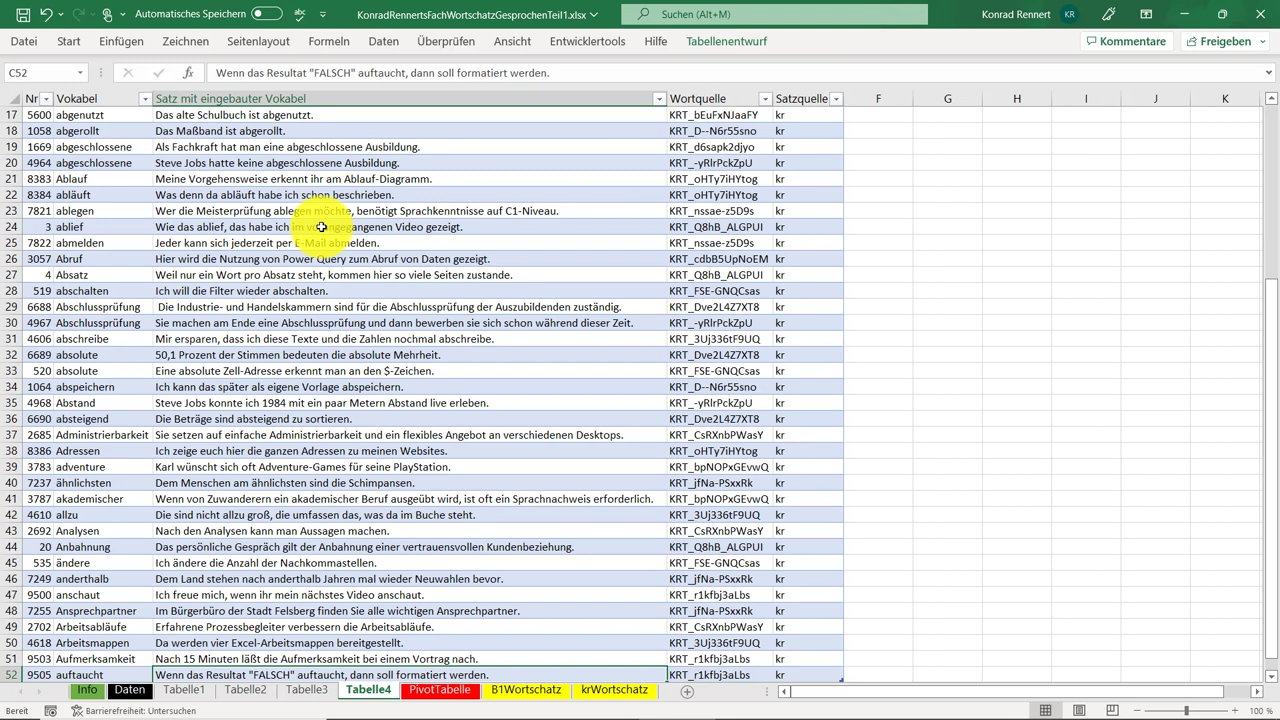 Automatisches Speichern
KonradRennertsFachWortschatzGesprochenTeil1.xlsx
Suchen (Alt+M)
Konrad Rennert KR
Datei Start Einfügen Zeichnen Seitenlayout Formeln Daten Überprüfen Ansicht Entwicklertools Hilfe Tabellenentwurf Kommentare Freigeben
C52 fx Wenn das Resultat "FALSCH" auftaucht, dann soll formatiert werden.
Nr Vokabel Satz mit eingebauter Vokabel Wortquelle Satzquelle F G H I J K
17 5600 abgenutzt Das alte Schulbuch ist abgenutzt. KRT_bEuFxNJaaFY kr
18 1058 abgerollt Das Maßband ist abgerollt. KRT_D--N6r55sno kr
19 1669 abgeschlossene Als Fachkraft hat man eine abgeschlossene Ausbildung. KRT_d6sapk2djyo kr
20 4964 abgeschlossene Steve Jobs hatte keine abgeschlossene Ausbildung. KRT_-yRlrPckZpU kr
21 8383 Ablauf Meine Vorgehensweise erkennt ihr am Ablauf-Diagramm. KRT_oHTy7iHYtog kr
22 8384 abläuft Was denn da abläuft habe ich schon beschrieben. KRT_oHTy7iHYtog kr
23 7821 ablegen Wer die Meisterprüfung ablegen möchte, benötigt Sprachkenntnisse auf C1-Niveau. KRT_nssae-z5D9s kr
24 3 ablief Wie das ablief, das habe ich im vorangegangenen Video gezeigt. KRT_Q8hB_ALGPUI kr
25 7822 abmelden Jeder kann sich jederzeit per E-Mail abmelden. KRT_nssae-z5D9s kr
26 3057 Abruf Hier wird die Nutzung von Power Query zum Abruf von Daten gezeigt. KRT_cdbB5UpNoEM kr
27 4 Absatz Weil nur ein Wort pro Absatz steht, kommen hier so viele Seiten zustande. KRT_Q8hB_ALGPUI kr
28 519 abschalten Ich will die Filter wieder abschalten. KRT_FSE-GNQCsas kr
29 6688 Abschlussprüfung Die Industrie- und Handelskammern sind für die Abschlussprüfung der Auszubildenden zuständig. KRT_Dve2L4Z7XT8 kr
30 4967 Abschlussprüfung Sie machen am Ende eine Abschlussprüfung und dann bewerben sie sich schon während dieser Zeit. KRT_-yRlrPckZpU kr
31 4606 abschreibe Mir ersparen, dass ich diese Texte und die Zahlen nochmal abschreibe. KRT_3Uj336tF9UQ kr
32 6689 absolute 50,1 Prozent der Stimmen bedeuten die absolute Mehrheit. KRT_Dve2L4Z7XT8 kr
33 520 absolute Eine absolute Zell-Adresse erkennt man an den $-Zeichen. KRT_FSE-GNQCsas kr
34 1064 abspeichern Ich kann das später als eigene Vorlage abspeichern. KRT_D--N6r55sno kr
35 4968 Abstand Steve Jobs konnte ich 1984 mit ein paar Metern Abstand live erleben. KRT_-yRlrPckZpU kr
36 6690 absteigend Die Beträge sind absteigend zu sortieren. KRT_Dve2L4Z7XT8 kr
37 2685 Administrierbarkeit Sie setzen auf einfache Administrierbarkeit und ein flexibles Angebot an verschiedenen Desktops. KRT_CsRXnbPWasY kr
38 8386 Adressen Ich zeige euch hier die ganzen Adressen zu meinen Websites. KRT_oHTy7iHYtog kr
39 3783 adventure Karl wünscht sich oft Adventure-Games für seine PlayStation. KRT_bpNOPxGEvwQ kr
40 7237 ähnlichsten Dem Menschen am ähnlichsten sind die Schimpansen. KRT_jfNa-PSxxRk kr
41 3787 akademischer Wenn von Zuwanderern ein akademischer Beruf ausgeübt wird, ist oft ein Sprachnachweis erforderlich. KRT_bpNOPxGEvwQ kr
42 4610 allzu Die sind nicht allzu groß, die umfassen das, was da im Buche steht. KRT_3Uj336tF9UQ kr
43 2692 Analysen Nach den Analysen kann man Aussagen machen. KRT_CsRXnbPWasY kr
44 20 Anbahnung Das persönliche Gespräch gilt der Anbahnung einer vertrauensvollen Kundenbeziehung. KRT_Q8hB_ALGPUI kr
45 535 ändere Ich ändere die Anzahl der Nachkommastellen. KRT_FSE-GNQCsas kr
46 7249 anderthalb Dem Land stehen nach anderthalb Jahren mal wieder Neuwahlen bevor. KRT_jfNa-PSxxRk kr
47 9500 anschaut Ich freue mich, wenn ihr mein nächstes Video anschaut. KRT_r1kfbj3aLbs kr
48 7255 Ansprechpartner Im Bürgerbüro der Stadt Felsberg finden Sie alle wichtigen Ansprechpartner. KRT_jfNa-PSxxRk kr
49 2702 Arbeitsabläufe Erfahrene Prozessbegleiter verbessern die Arbeitsabläufe. KRT_CsRXnbPWasY kr
50 4618 Arbeitsmappen Da werden vier Excel-Arbeitsmappen bereitgestellt. KRT_3Uj336tF9UQ kr
51 9503 Aufmerksamkeit Nach 15 Minuten läßt die Aufmerksamkeit bei einem Vortrag nach. KRT_r1kfbj3aLbs kr
52 9505 auftaucht Wenn das Resultat "FALSCH" auftaucht, dann soll formatiert werden. KRT_r1kfbj3aLbs kr
Info Daten Tabelle1 Tabelle2 Tabelle3 Tabelle4 PivotTabelle B1Wortschatz krWortschatz
Bereit Barrierefreiheit: Untersuchen 100 %